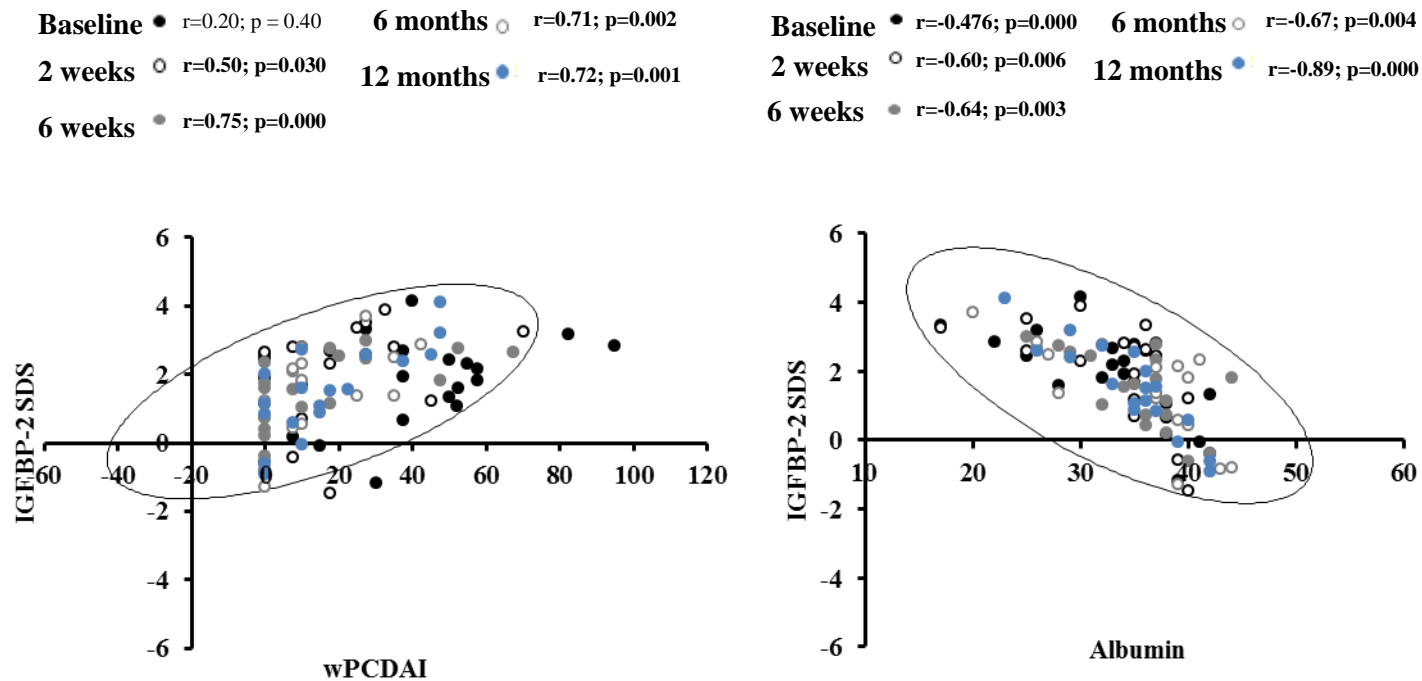 Baseline r=0.20; p = 0.40 6 months r=0.71; p=0.002
2 weeks r=0.50; p=0.030 12 months r=0.72; p=0.001
6 weeks r=0.75; p=0.000
6
4
2
0
-2
-4
-6
-60 -40 -20 0 20 40 60 80 100 120
IGFBP-2 SDS
wPCDAI
Baseline r=-0.476; p=0.000 6 months r=-0.67; p=0.004
2 weeks r=-0.60; p=0.006 12 months r=-0.89; p=0.000
6 weeks r=-0.64; p=0.003
6
4
2
0
-2
-4
-6
10 20 30 40 50 60
IGFBP-2 SDS
Albumin